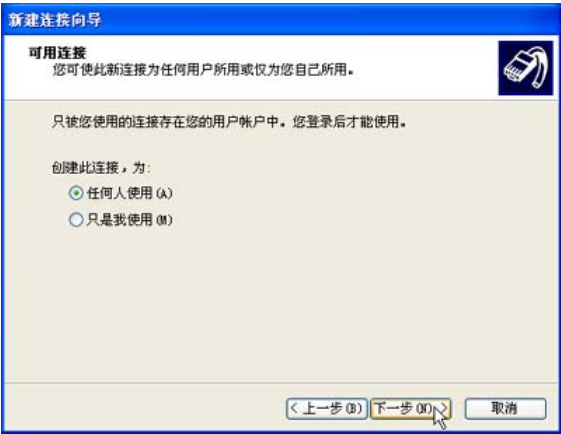 新建连接向导
可用连接
您可使此新连接为任何用户所用或仅为您自己所用。
只被您使用的连接存在您的用户帐户中。您登录后才能使用。
创建此连接，为:
任何人使用(A)
只是我使用(M)
<上一步(B) 下一步(N)> 取消